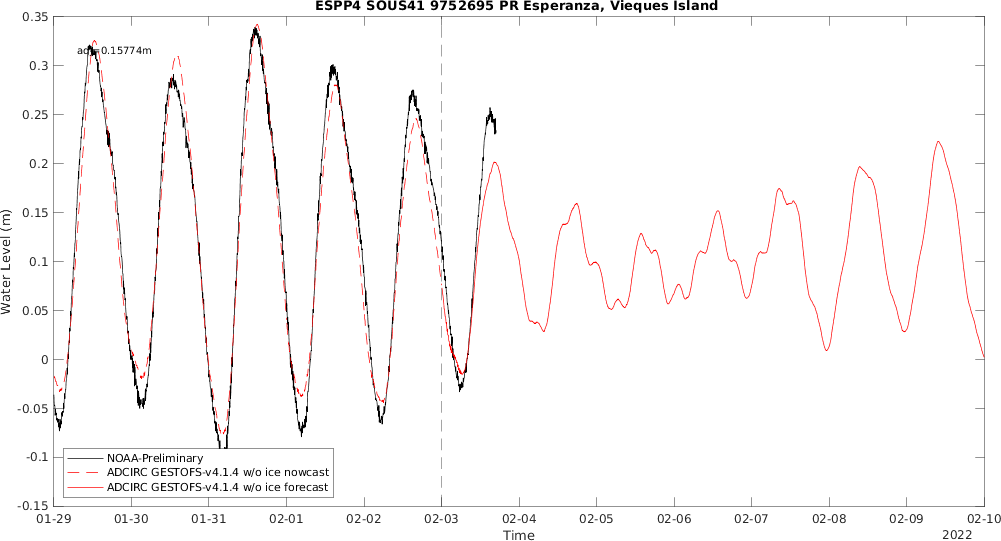 ESPP4 SOUS41 9752695 PR Esperanza, Vieques Island
0.35
0.3
0.25
0.2
0.15
0.1
0.05
0
-0.05
-0.1
-0.15
Water Level (m)
0.15774m
NOAA-Preliminary
ADCIRC GESTOFS-v4.1.4 w/o ice nowcast
ADCIRC GESTOFS-v4.1.4 w/o ice forecast
01-29 01-30 01-31 02-01 02-02 02-03 02-04 02-05 02-06 02-07 02-08 02-09 02-10
Time
2022